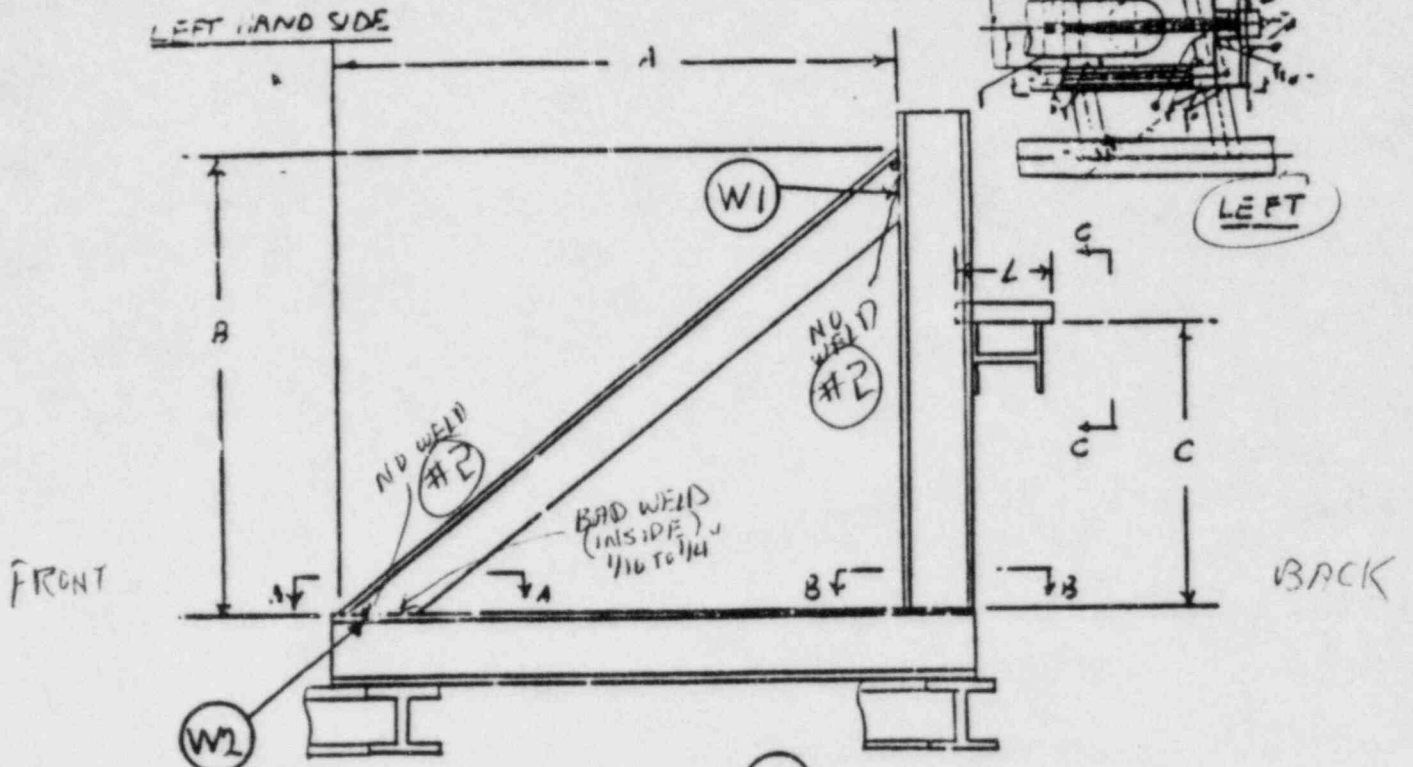 LEFT HAND SIDE
A
W1
LEFT
C
L
B
NO
WELD
#2
NO WELD
#2
C
C
BAD WELD
(INSIDE)
1/16 TO 1/4
FRONT
A
A
B
B
BACK
W2